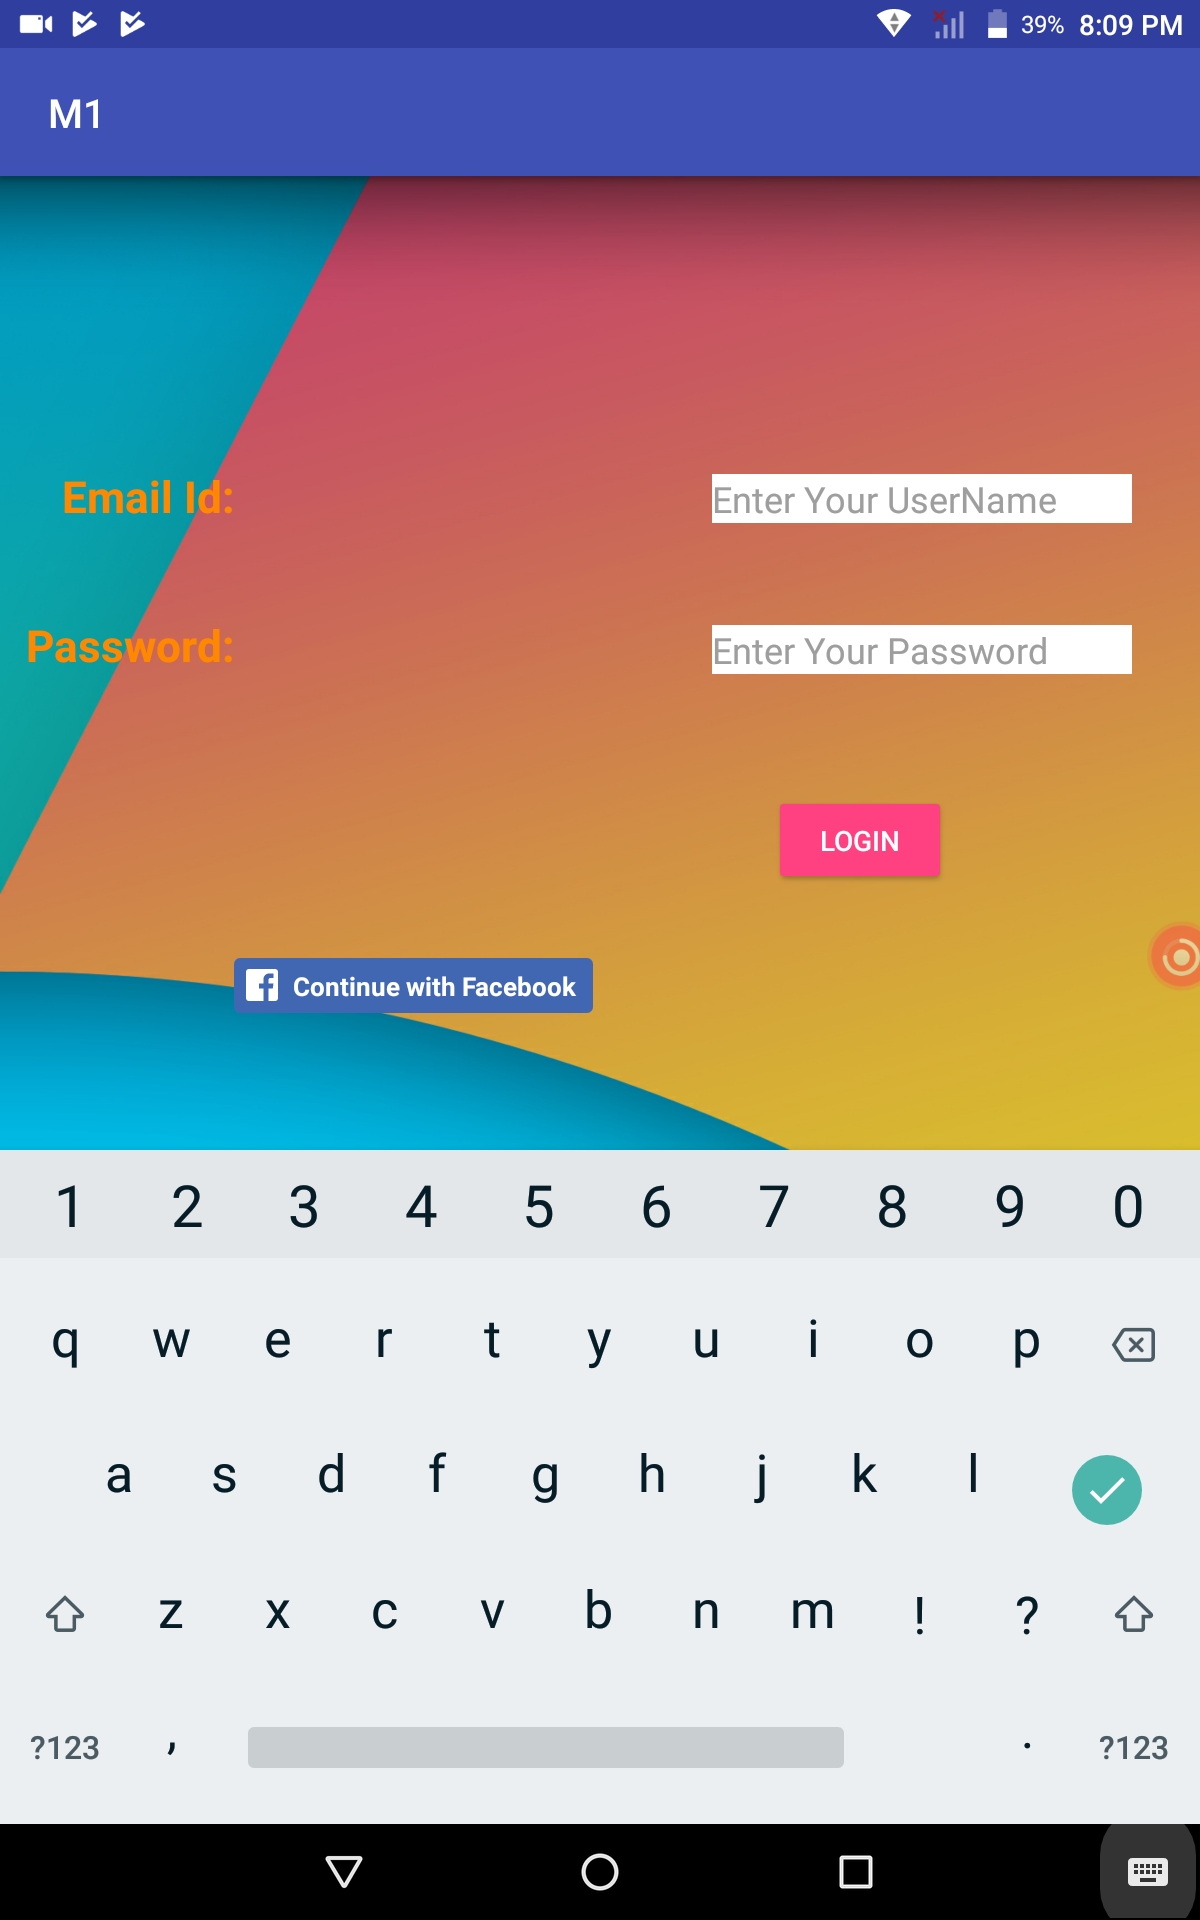 39% 8:09 PM
M1
Email Id: Enter Your UserName
Password: Enter Your Password
LOGIN
Continue with Facebook
1 2 3 4 5 6 7 8 9 0
q w e r t y u i o p
a s d f g h j k l
z x c v b n m ! ?
?123 , . ?123